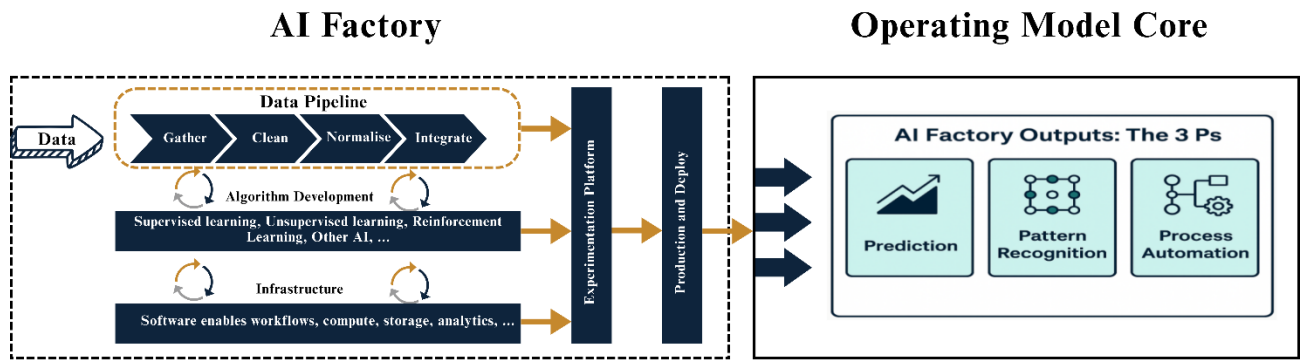 AI Factory
Operating Model Core
Data
Data Pipeline
Gather
Clean
Normalise
Integrate
Algorithm Development
Supervised learning, Unsupervised learning, Reinforcement
Learning, Other AI, ...
Infrastructure
Software enables workflows, compute, storage, analytics, ...
Experimentation Platform
Production and Deploy
AI Factory Outputs: The 3 Ps
Prediction
Pattern
Recognition
Process
Automation